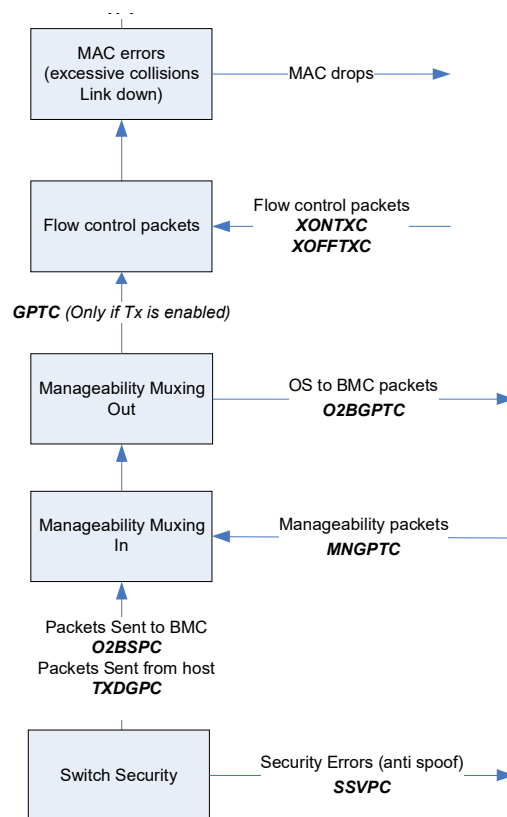 MAC errors
(excessive collisions
Link down)
MAC drops
Flow control packets
Flow control packets
XONTXC
XOFFTXC
GPTC (Only if Tx is enabled)
Manageability Muxing
Out
OS to BMC packets
O2BGPTC
Manageability Muxing
In
Manageability packets
MNGPTC
Packets Sent to BMC
O2BSPC
Packets Sent from host
TXDGPC
Switch Security
Security Errors (anti spoof)
SSVPC